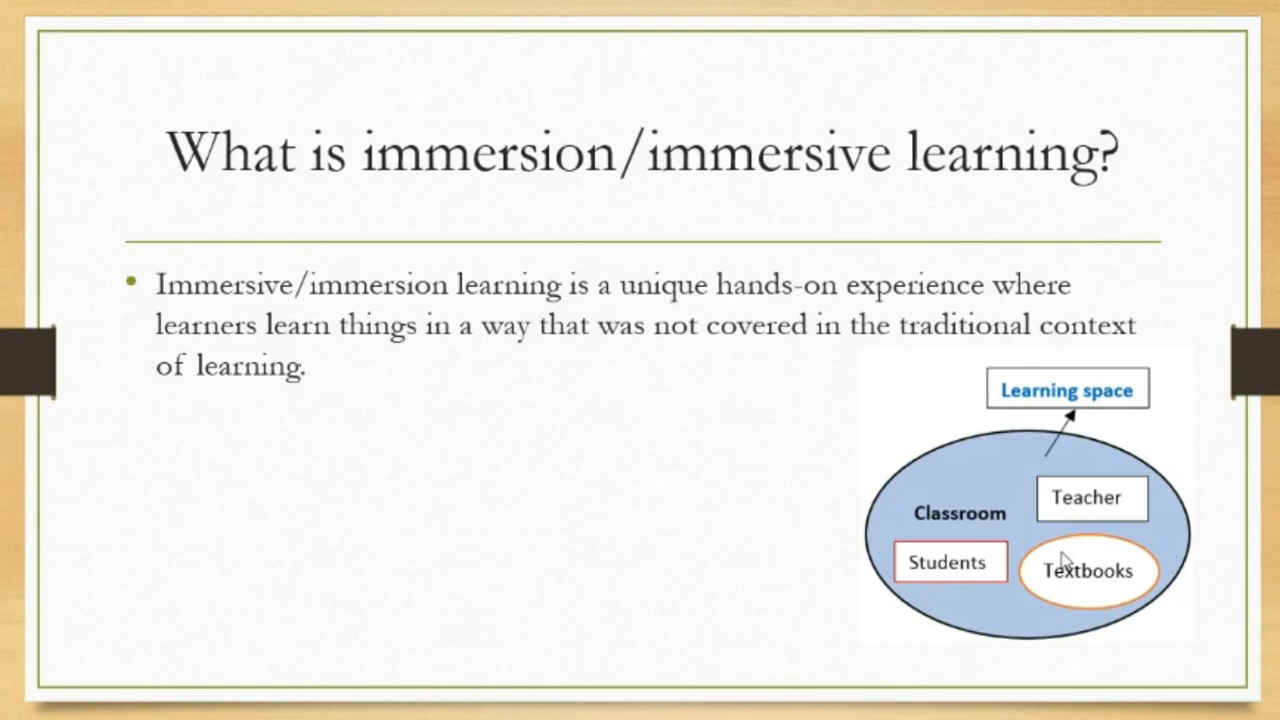 What is immersion/immersive learning?
• Immersive/immersion learning is a unique hands-on experience where
learners learn things in a way that was not covered in the traditional context
of learning.
Learning space
Teacher
Classroom
Students
Textbooks